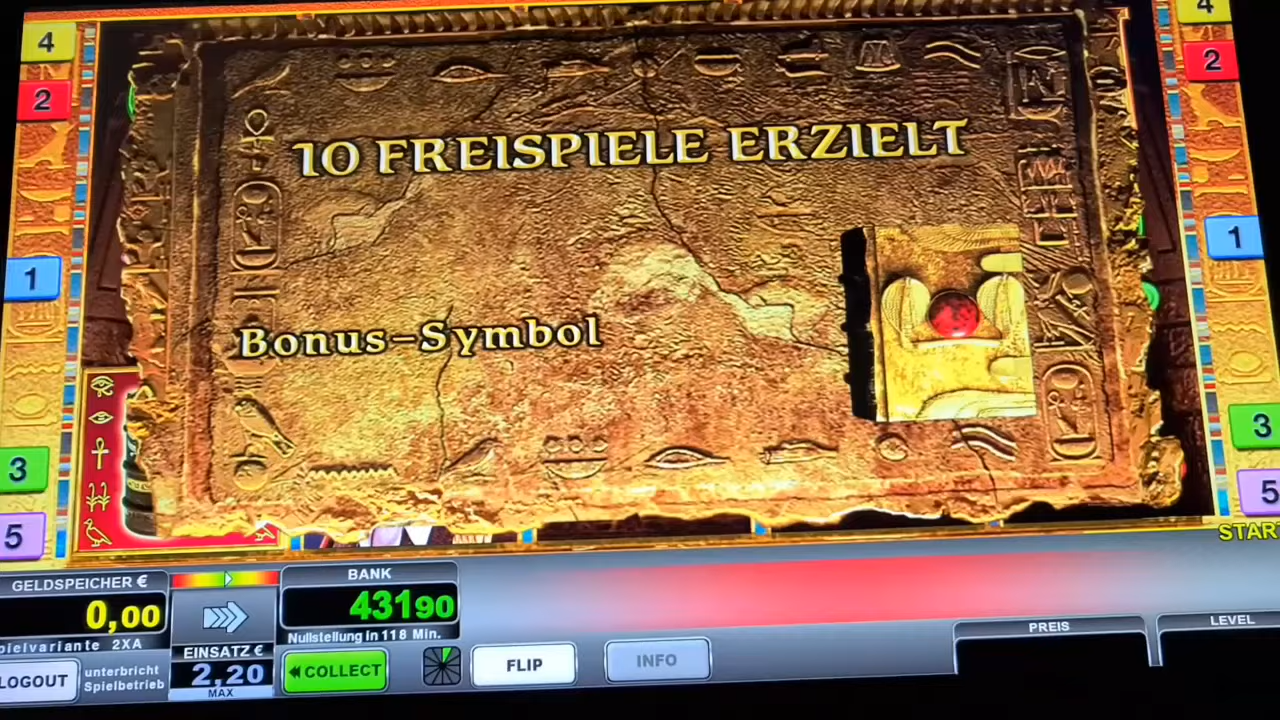 4
4
2
2
10 FREISPIELE ERZIELT
1
1
Bonus-Symbol
3
3
5
5
START
GELDSPEICHER €
BANK
0,00
43190
Nullstellung in 118 Min.
PREIS
LEVEL
pielvariante 2XA
EINSATZ €
LOGOUT
unterbricht
Spielbetrieb
2,20
MAX
COLLECT
FLIP
INFO